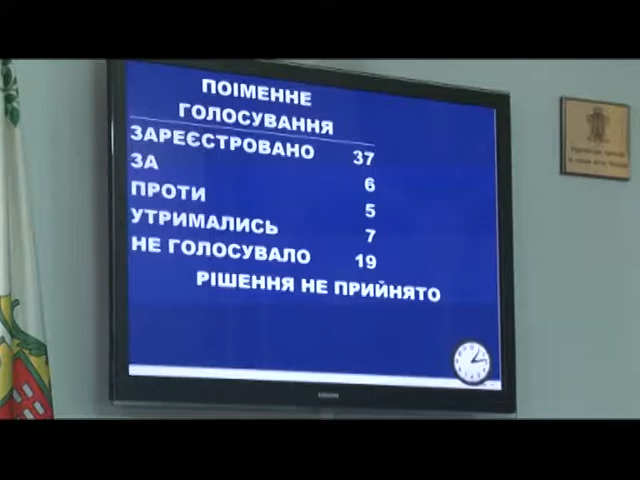 ПОІМЕННЕ
ГОЛОСУВАННЯ
ЗАРЕЄСТРОВАНО 37
ЗА 6
ПРОТИ 5
УТРИМАЛИСЬ 7
НЕ ГОЛОСУВАЛО 19
РІШЕННЯ НЕ ПРИЙНЯТО